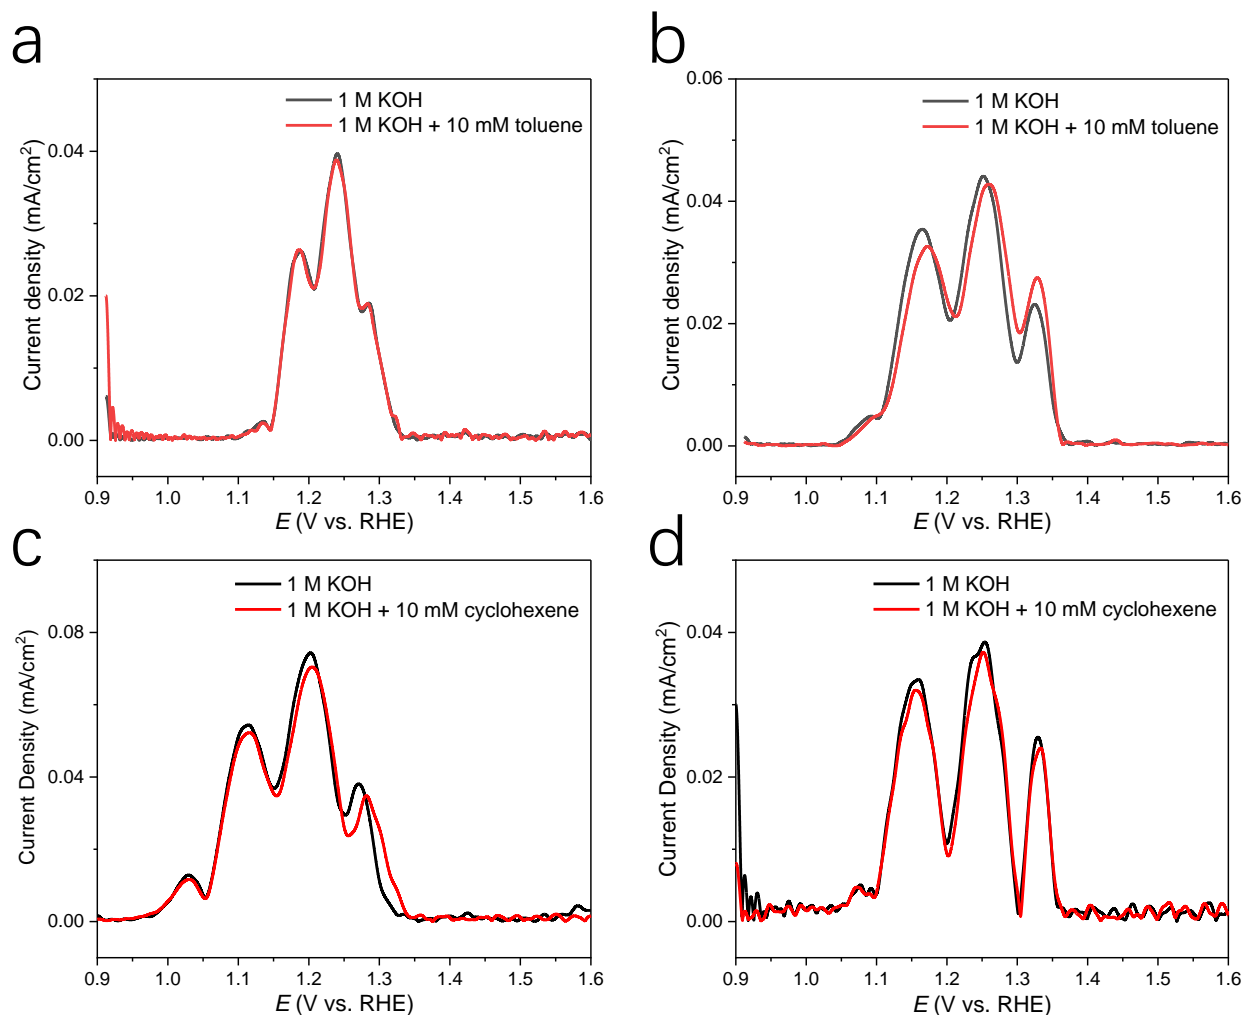 a
1 M KOH
1 M KOH + 10 mM toluene
Current density (mA/cm²)
0.04
0.02
0.00
0.9 1.0 1.1 1.2 1.3 1.4 1.5 1.6
E (V vs. RHE)
b
1 M KOH
1 M KOH + 10 mM toluene
Current density (mA/cm²)
0.06
0.04
0.02
0.00
0.9 1.0 1.1 1.2 1.3 1.4 1.5 1.6
E (V vs. RHE)
c
1 M KOH
1 M KOH + 10 mM cyclohexene
Current Density (mA/cm²)
0.08
0.04
0.00
0.9 1.0 1.1 1.2 1.3 1.4 1.5 1.6
E (V vs. RHE)
d
1 M KOH
1 M KOH + 10 mM cyclohexene
Current Density (mA/cm²)
0.04
0.02
0.00
0.9 1.0 1.1 1.2 1.3 1.4 1.5 1.6
E (V vs. RHE)